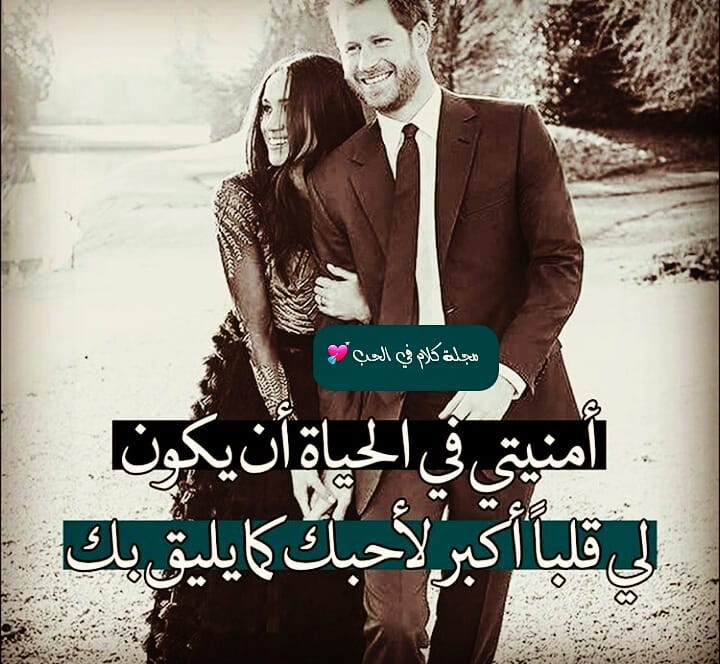 مجلة كلام في الحب 💘
أمنيتي في الحياة أن يكون
لي قلباً أكبر لأحبك كما يليق بك